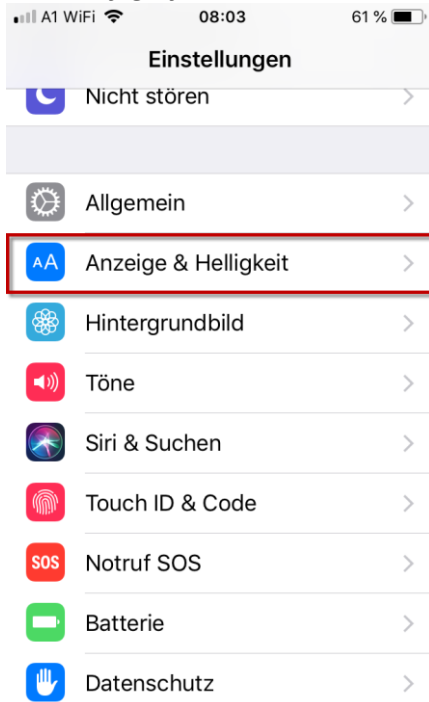 A1 WiFi 08:03 61 %
Einstellungen
Nicht stören
Allgemein
AA Anzeige & Helligkeit
Hintergrundbild
Töne
Siri & Suchen
Touch ID & Code
SOS Notruf SOS
Batterie
Datenschutz